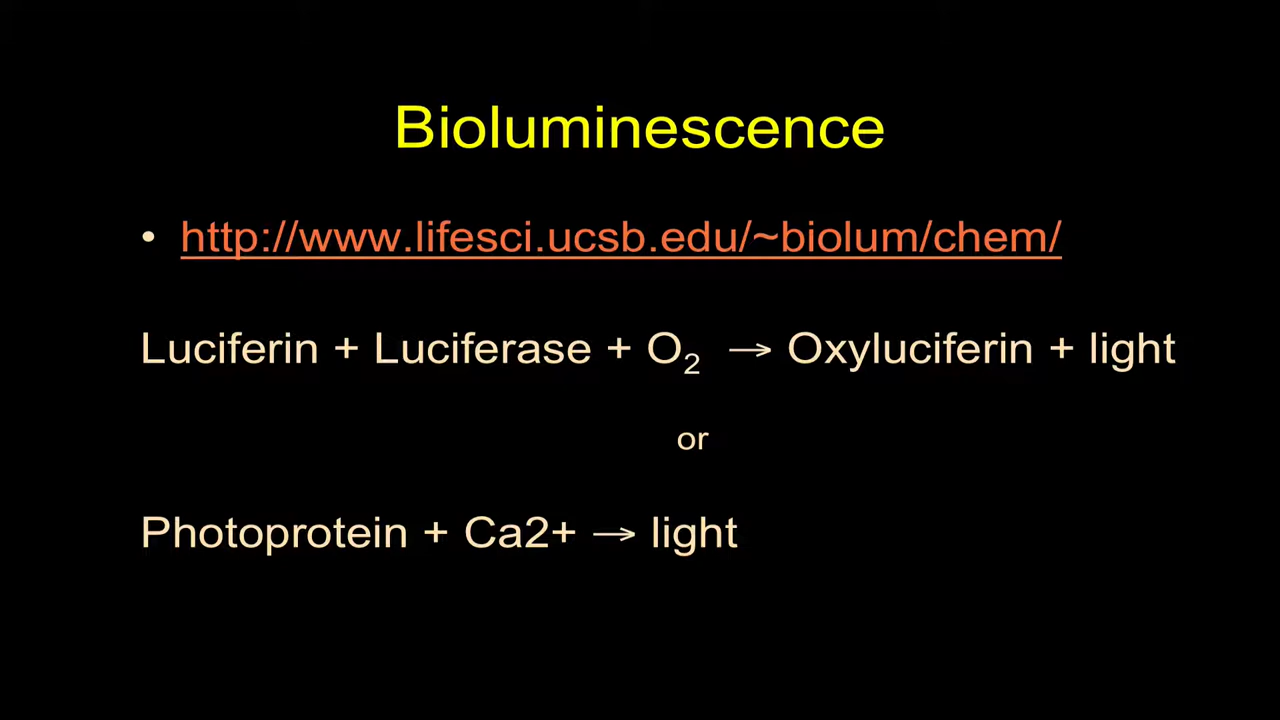 Bioluminescence
• http://www.lifesci.ucsb.edu/~biolum/chem/
Luciferin + Luciferase + O₂ → Oxyluciferin + light
or
Photoprotein + Ca2+ → light